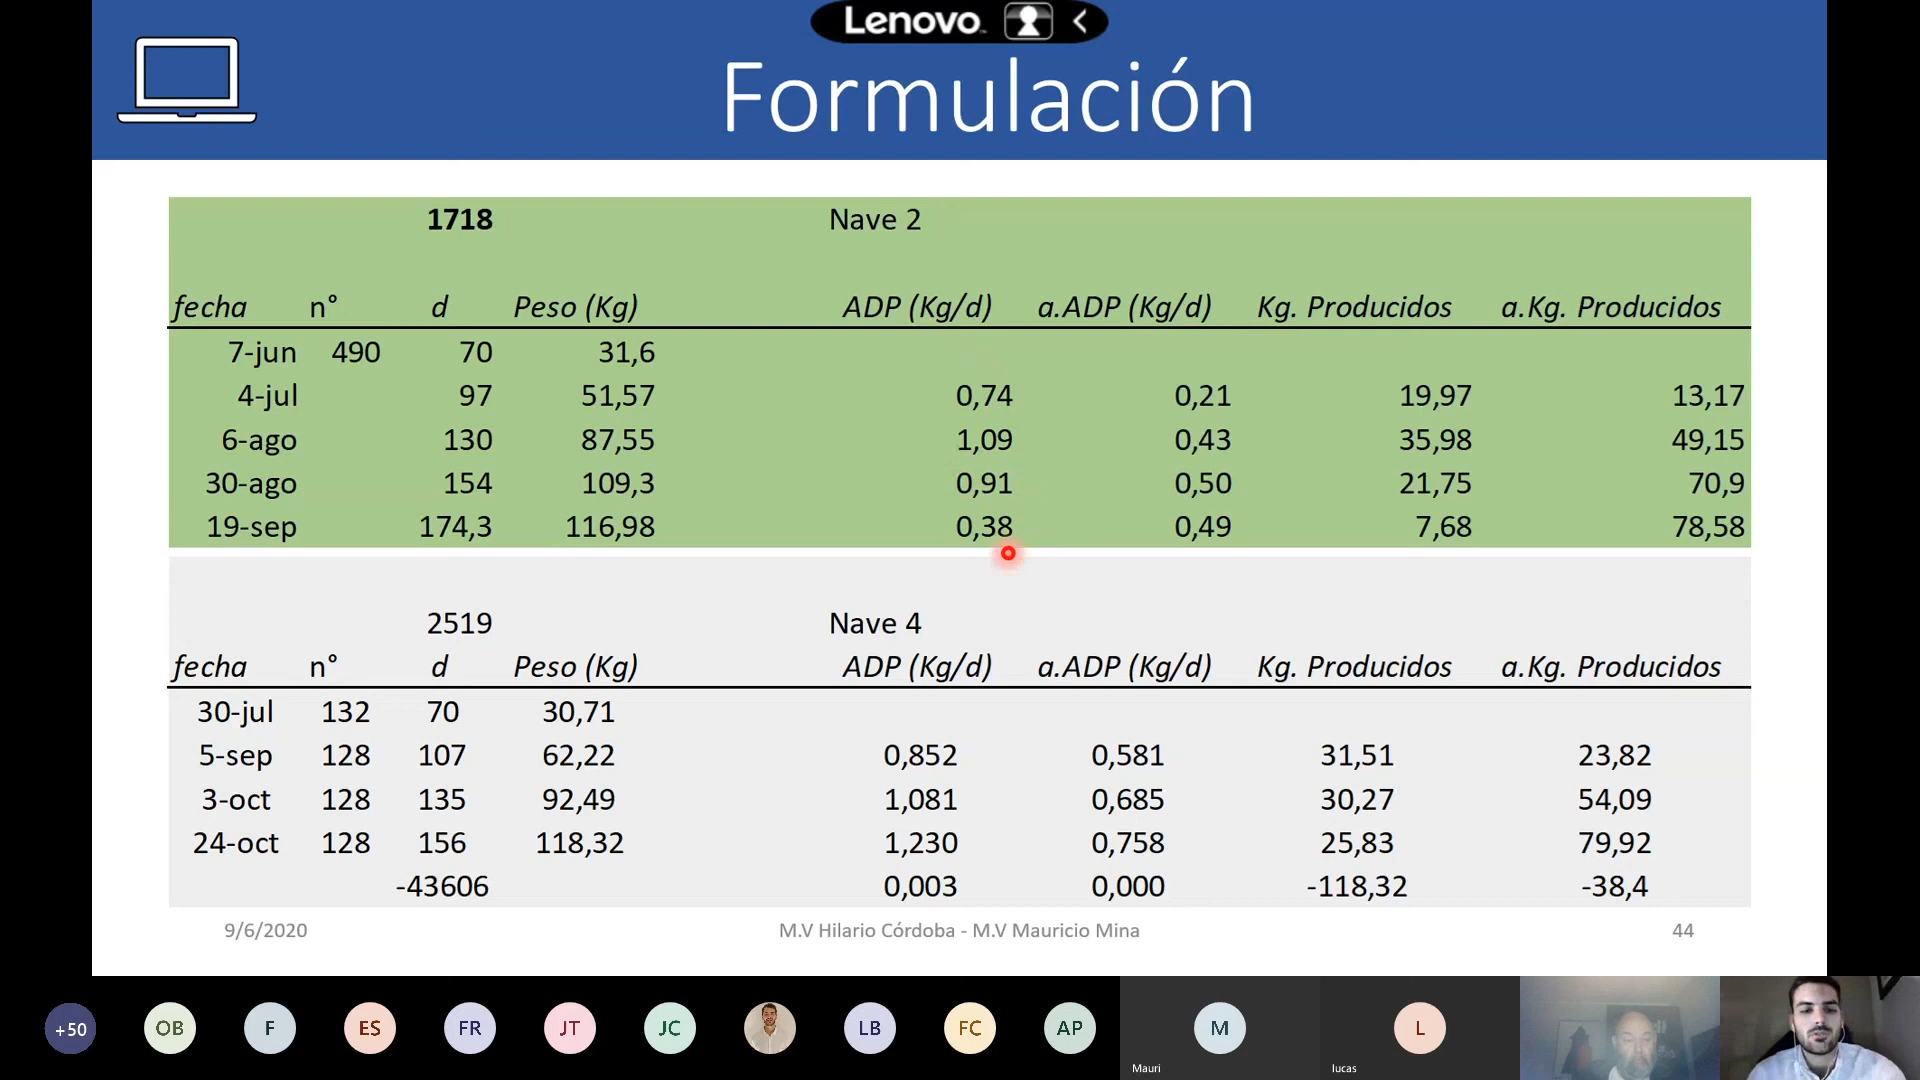 Lenovo
Formulación
1718 Nave 2
fecha n° d Peso (Kg) ADP (Kg/d) a.ADP (Kg/d) Kg. Producidos a.Kg. Producidos
7-jun 490 70 31,6
4-jul 97 51,57 0,74 0,21 19,97 13,17
6-ago 130 87,55 1,09 0,43 35,98 49,15
30-ago 154 109,3 0,91 0,50 21,75 70,9
19-sep 174,3 116,98 0,38 0,49 7,68 78,58
2519 Nave 4
fecha n° d Peso (Kg) ADP (Kg/d) a.ADP (Kg/d) Kg. Producidos a.Kg. Producidos
30-jul 132 70 30,71
5-sep 128 107 62,22 0,852 0,581 31,51 23,82
3-oct 128 135 92,49 1,081 0,685 30,27 54,09
24-oct 128 156 118,32 1,230 0,758 25,83 79,92
-43606 0,003 0,000 -118,32 -38,4
9/6/2020 M.V Hilario Córdoba - M.V Mauricio Mina 44
+50 OB F ES FR JT JC LB FC AP M L
Mauri lucas